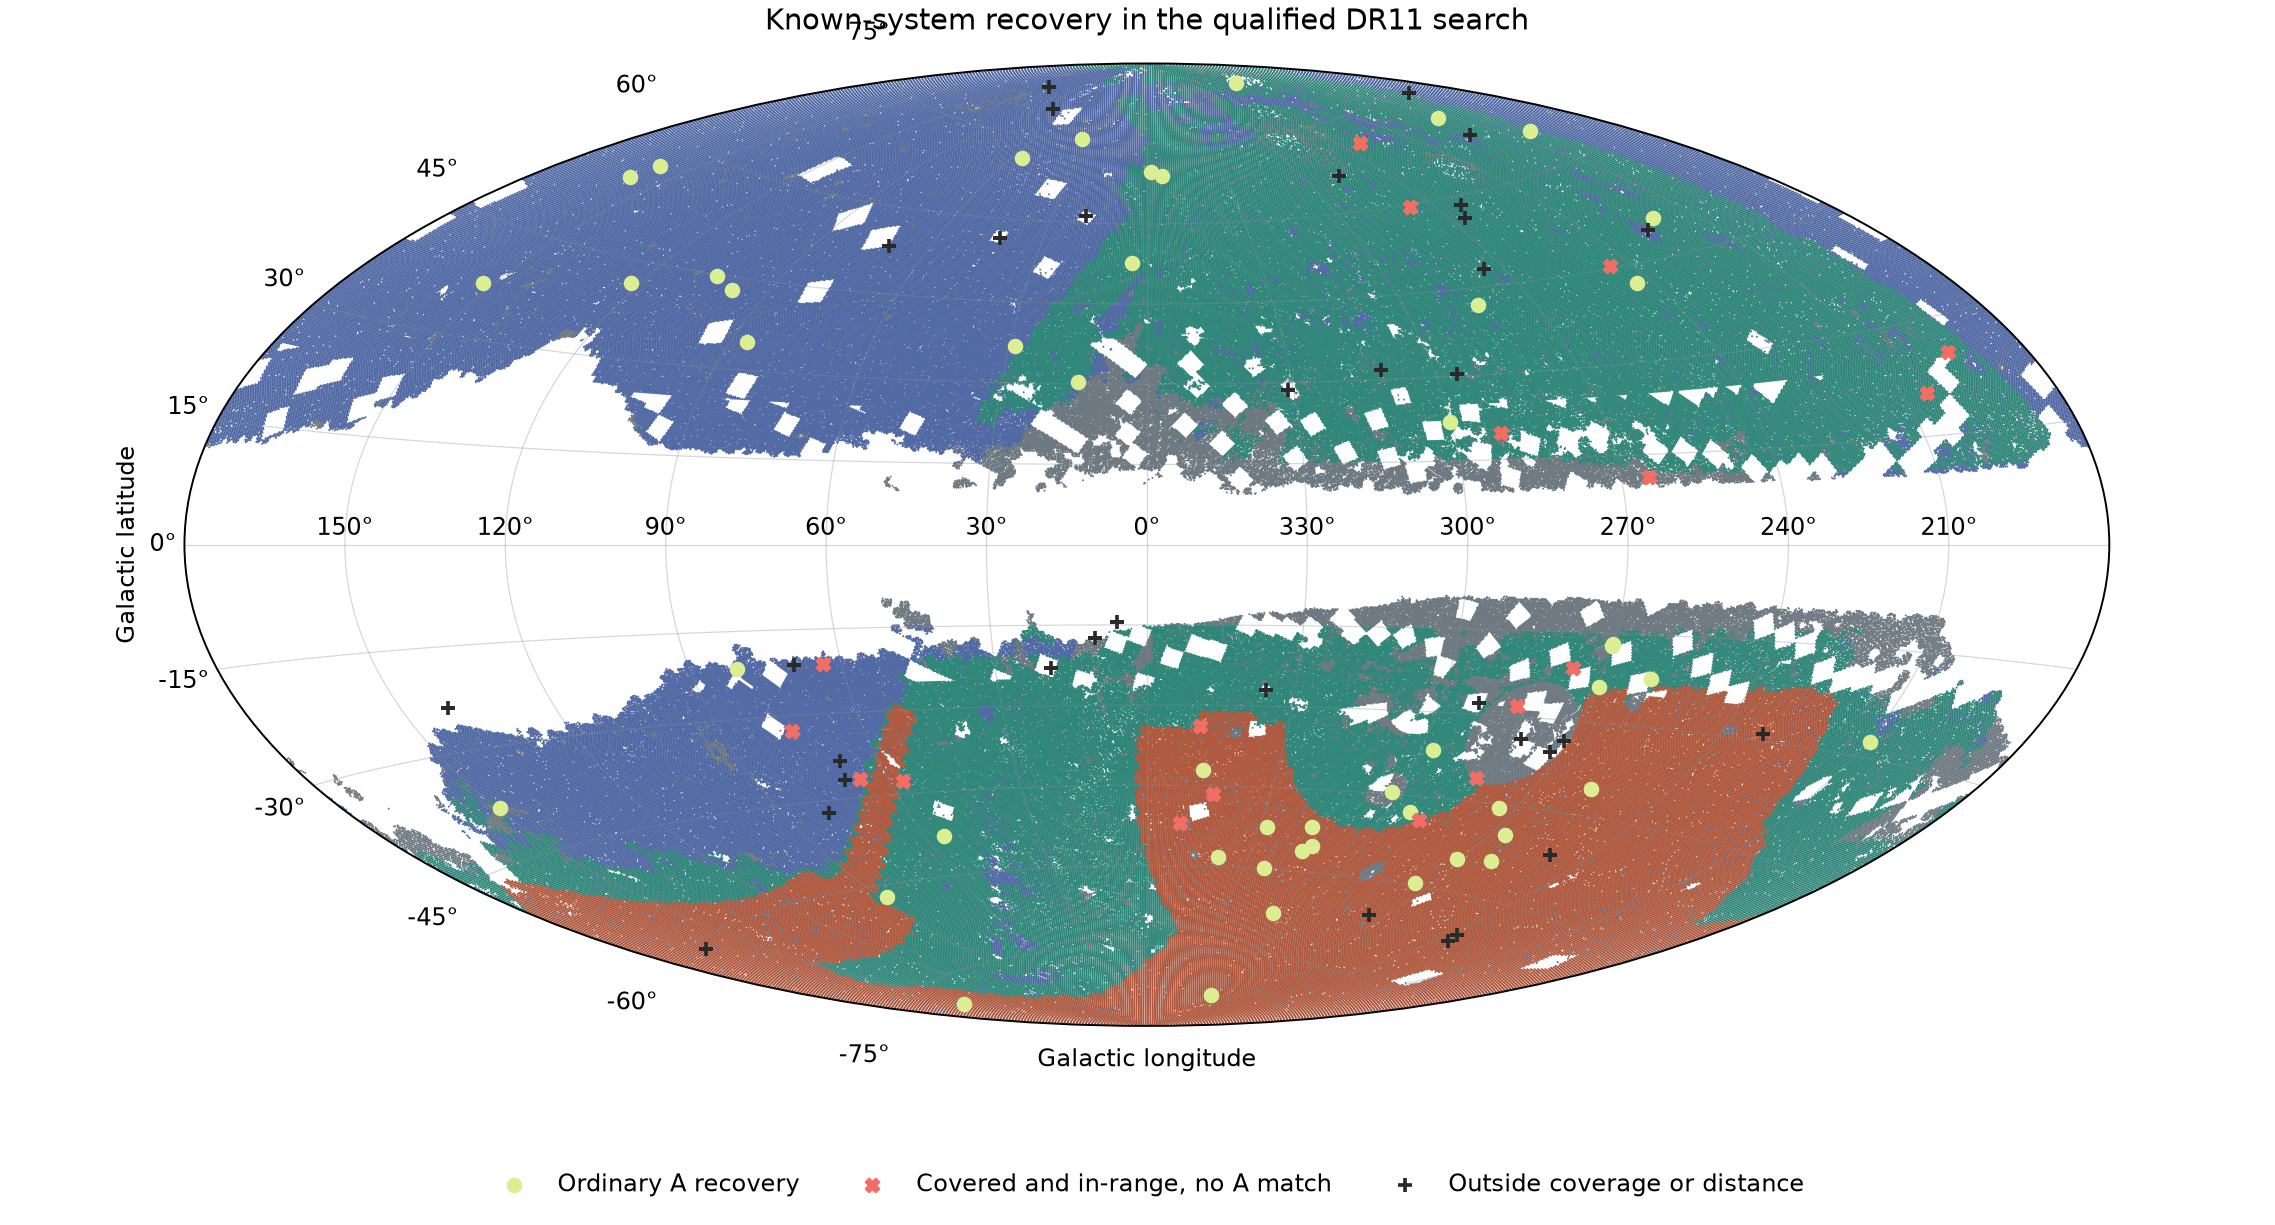 Known-system recovery in the qualified DR11 search
75°
60°
45°
30°
15°
0°
-15°
-30°
-45°
-60°
-75°
150° 120° 90° 60° 30° 0° 330° 300° 270° 240° 210°
Galactic latitude
Galactic longitude
Ordinary A recovery Covered and in-range, no A match Outside coverage or distance